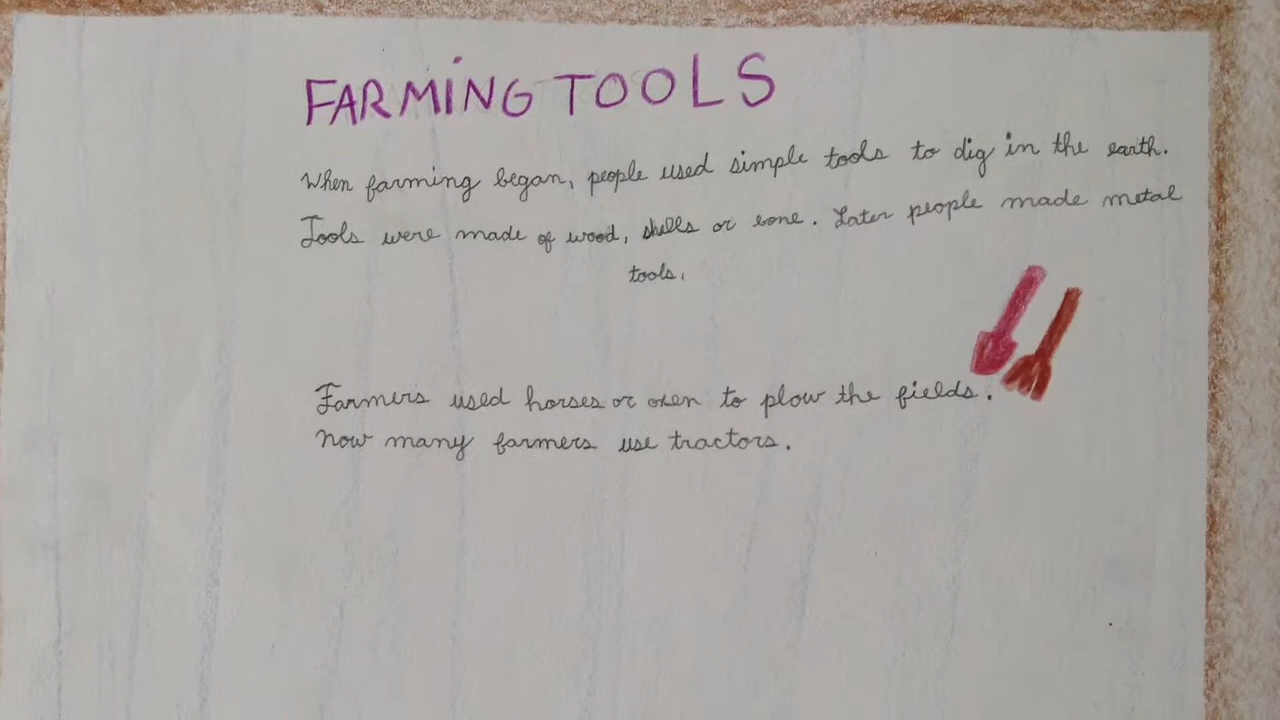 FARMING TOOLS
When farming began, people used simple tools to dig in the earth.
Tools were made of wood, shells or bone. Later people made metal
tools.
Farmers used horses or oxen to plow the fields.
Now many farmers use tractors.